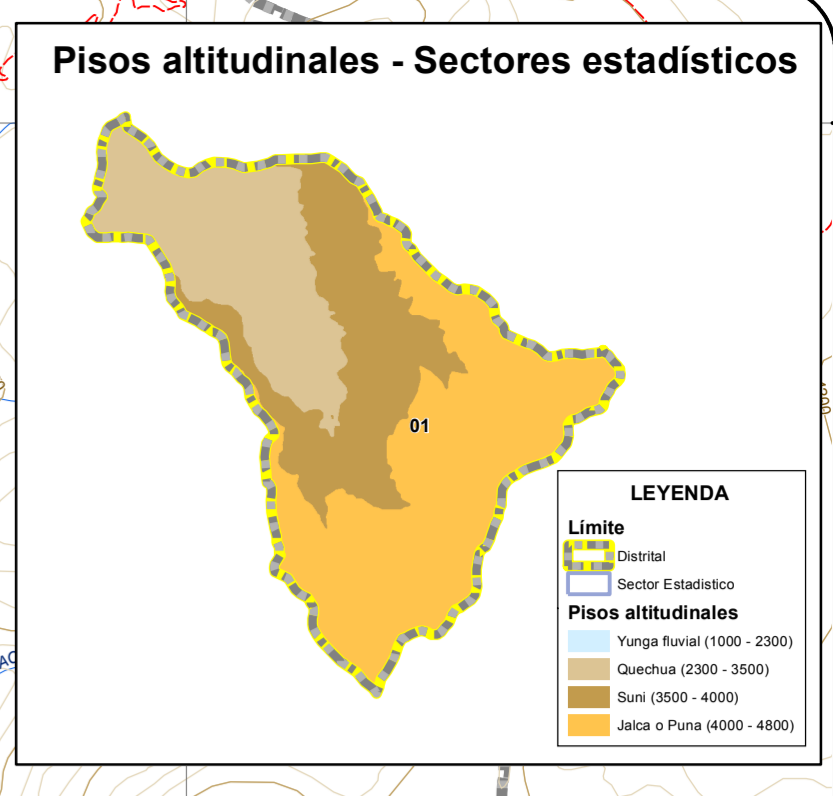 Pisos altitudinales - Sectores estadísticos
01
LEYENDA
Límite
Distrital
Sector Estadistico
Pisos altitudinales
Yunga fluvial (1000 - 2300)
Quechua (2300 - 3500)
Suni (3500 - 4000)
Jalca o Puna (4000 - 4800)